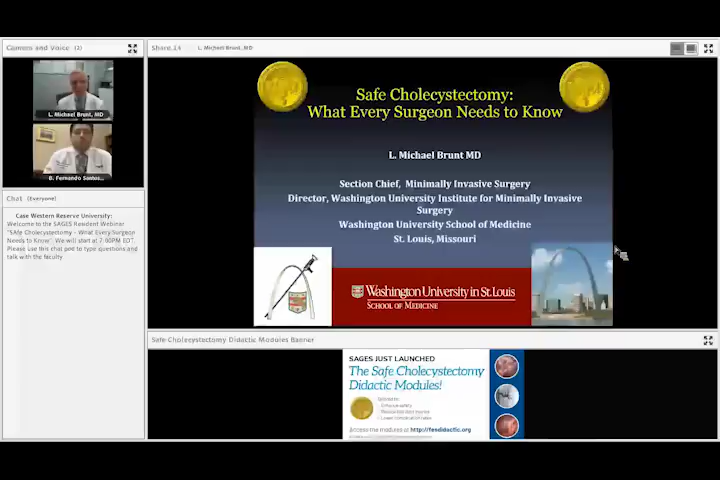 Camera and Voice (2)
L. Michael Brunt, MD
B. Fernando Santos...
Chat (Everyone)
Case Western Reserve University:
Welcome to the SAGES Resident Webinar
"SAfe Cholecystectomy - What Every Surgeon
Needs to Know". We will start at 7:00PM EDT.
Please use this chat pod to type questions and
talk with the faculty
L. Michael Brunt, MD
Safe Cholecystectomy:
What Every Surgeon Needs to Know
L. Michael Brunt MD
Section Chief, Minimally Invasive Surgery
Director, Washington University Institute for Minimally Invasive
Surgery
Washington University School of Medicine
St. Louis, Missouri
Washington University in St. Louis
SCHOOL OF MEDICINE
Safe Cholecystectomy Didactic Modules Banner
SAGES JUST LAUNCHED
The Safe Cholecystectomy
Didactic Modules!
Access the modules at http://fesdidactic.org